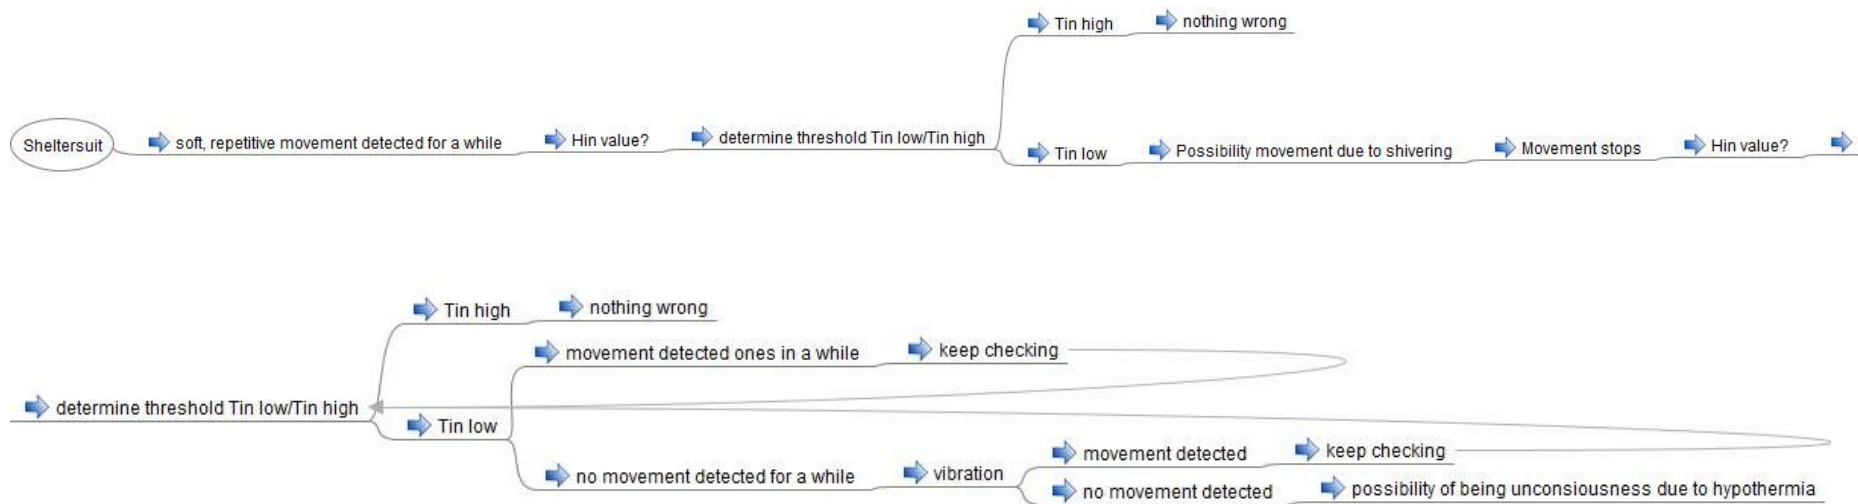 Sheltersuit
soft, repetitive movement detected for a while
Hin value?
determine threshold Tin low/Tin high
Tin high
nothing wrong
Tin low
Possibility movement due to shivering
Movement stops
Hin value?
determine threshold Tin low/Tin high
Tin high
nothing wrong
Tin low
movement detected ones in a while
keep checking
no movement detected for a while
vibration
movement detected
keep checking
no movement detected
possibility of being unconsiousness due to hypothermia